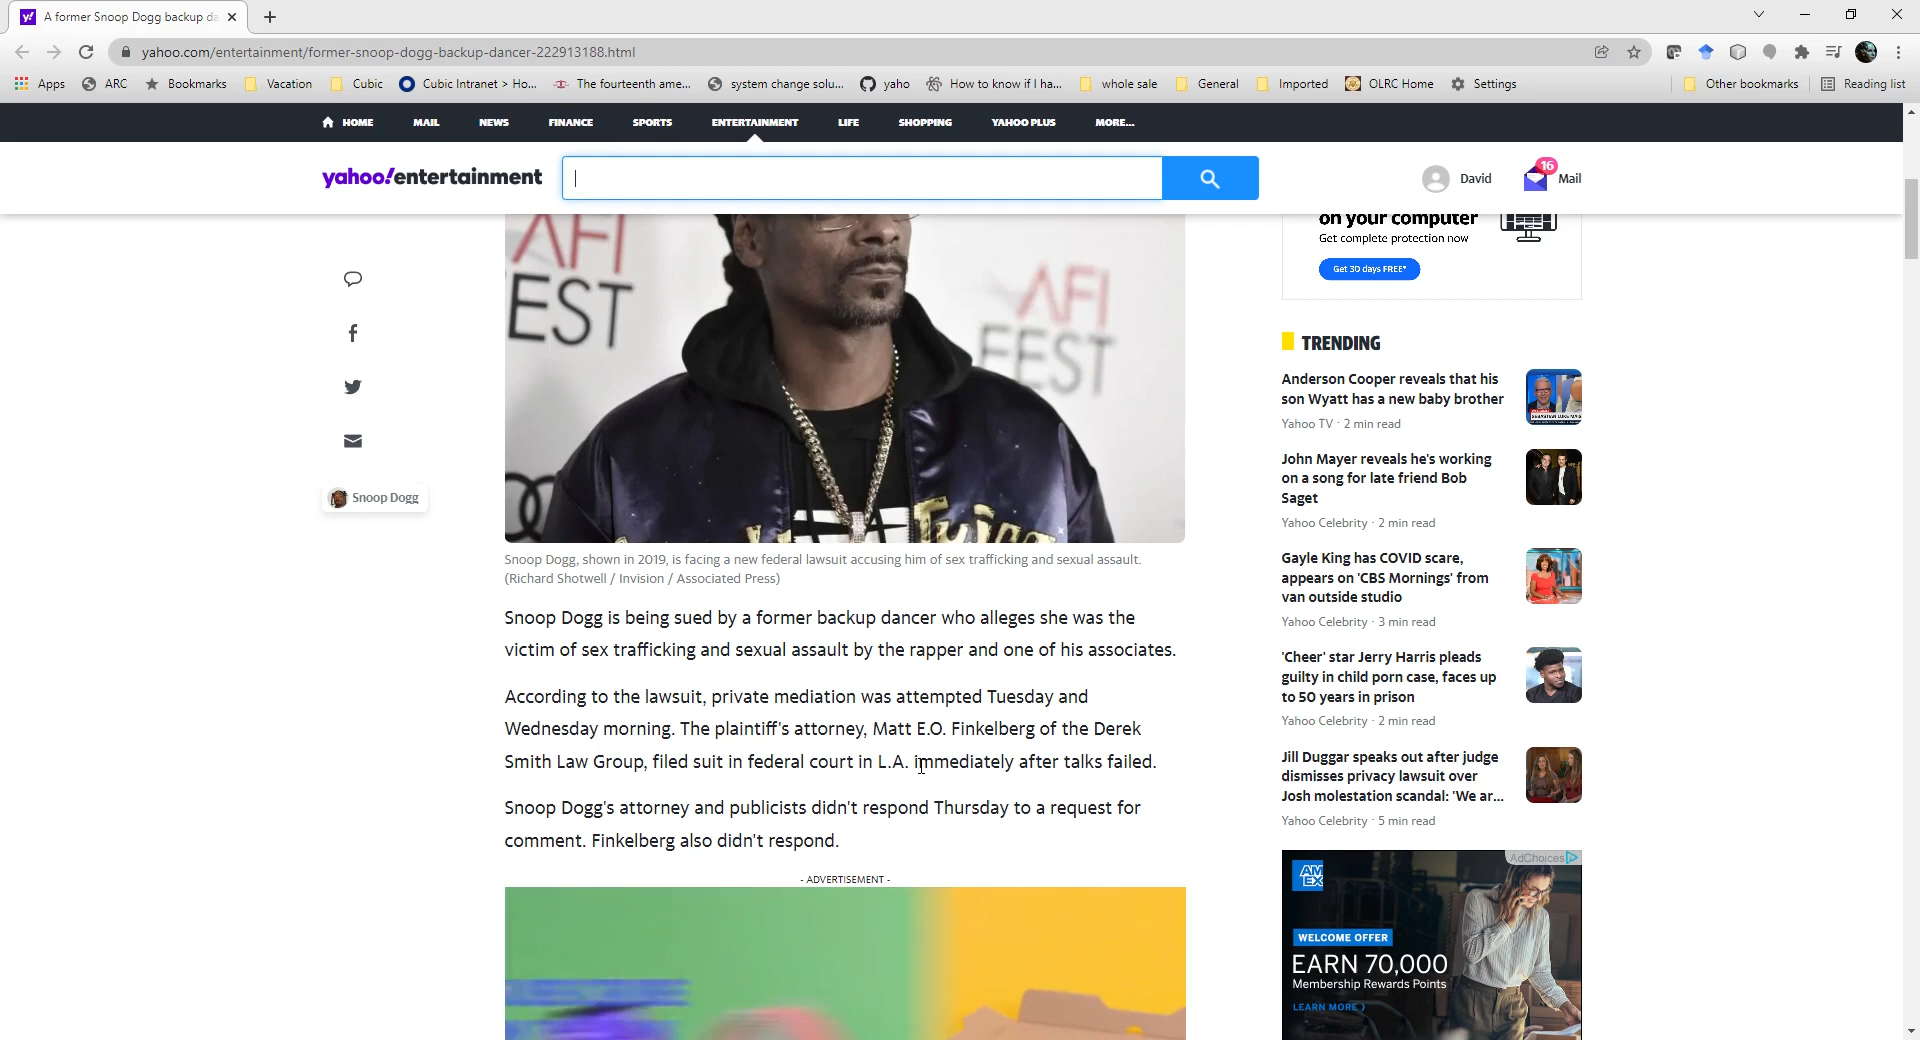 A former Snoop Dogg backup da
yahoo.com/entertainment/former-snoop-dogg-backup-dancer-222913188.html
Apps ARC Bookmarks Vacation Cubic Cubic Intranet > Ho... The fourteenth ame... system change solu... yaho How to know if I ha... whole sale General Imported OLRC Home Settings Other bookmarks Reading list
HOME MAIL NEWS FINANCE SPORTS ENTERTAINMENT LIFE SHOPPING YAHOO PLUS MORE...
yahoo!entertainment
David
16
Mail
AFI
FEST
AFI
FEST
Snoop Dogg
Snoop Dogg, shown in 2019, is facing a new federal lawsuit accusing him of sex trafficking and sexual assault.
(Richard Shotwell / Invision / Associated Press)
Snoop Dogg is being sued by a former backup dancer who alleges she was the
victim of sex trafficking and sexual assault by the rapper and one of his associates.
According to the lawsuit, private mediation was attempted Tuesday and
Wednesday morning. The plaintiff's attorney, Matt E.O. Finkelberg of the Derek
Smith Law Group, filed suit in federal court in L.A. immediately after talks failed.
Snoop Dogg's attorney and publicists didn't respond Thursday to a request for
comment. Finkelberg also didn't respond.
- ADVERTISEMENT -
on your computer
Get complete protection now
Get 30 days FREE*
TRENDING
Anderson Cooper reveals that his
son Wyatt has a new baby brother
Yahoo TV · 2 min read
John Mayer reveals he's working
on a song for late friend Bob
Saget
Yahoo Celebrity · 2 min read
Gayle King has COVID scare,
appears on 'CBS Mornings' from
van outside studio
Yahoo Celebrity · 3 min read
'Cheer' star Jerry Harris pleads
guilty in child porn case, faces up
to 50 years in prison
Yahoo Celebrity · 2 min read
Jill Duggar speaks out after judge
dismisses privacy lawsuit over
Josh molestation scandal: 'We ar...
Yahoo Celebrity · 5 min read
AdChoices
AM
EX
WELCOME OFFER
EARN 70,000
Membership Rewards Points
LEARN MORE >